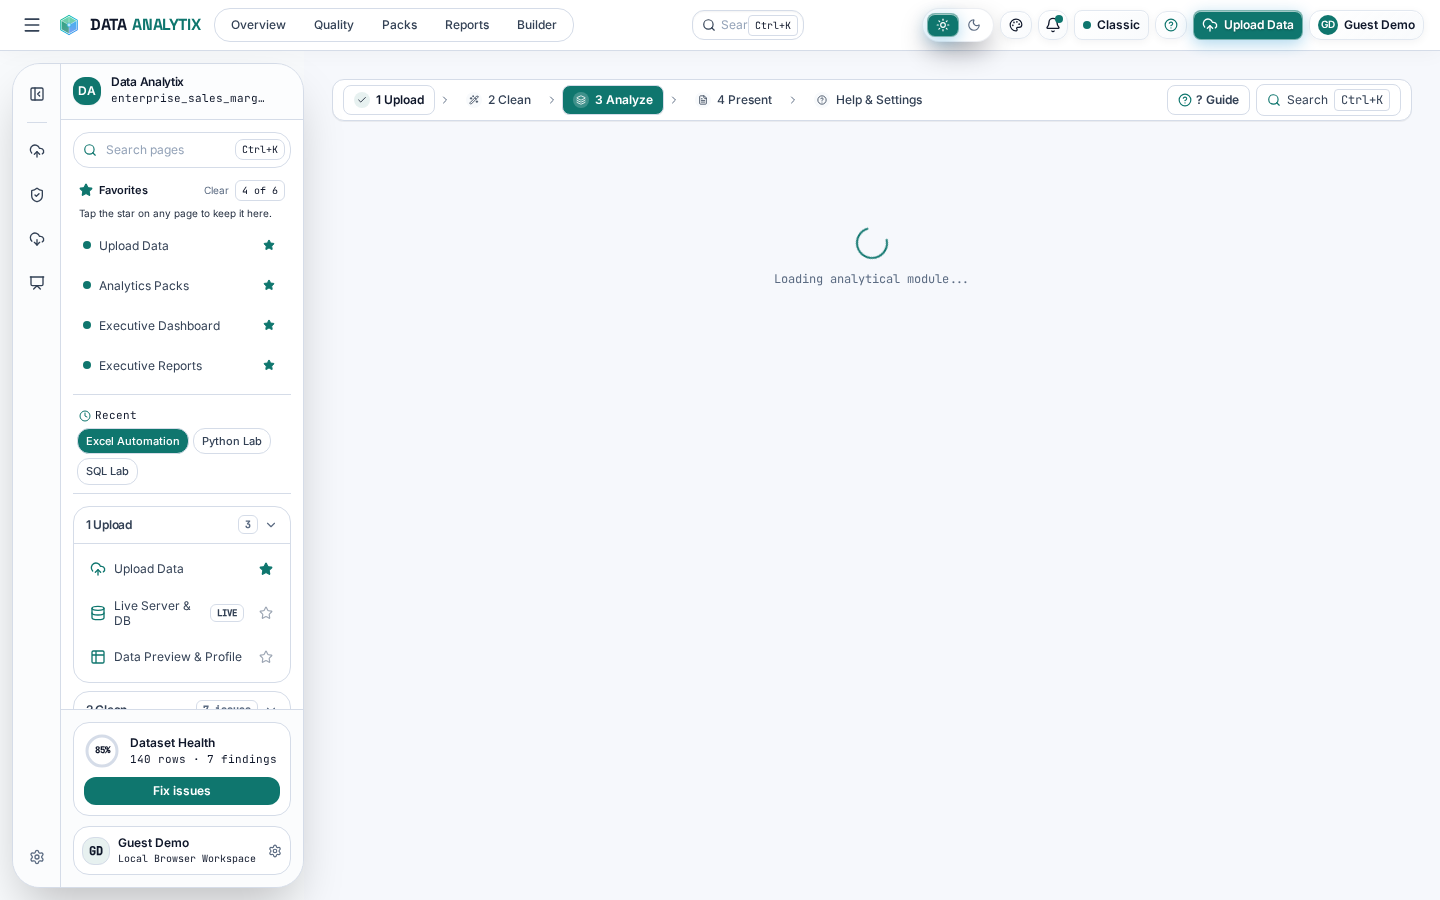 DATA ANALYTIX
Overview
Quality
Packs
Reports
Builder
Sear
Ctrl+K
Classic
Upload Data
GD
Guest Demo
DA
Data Analytix
enterprise_sales_marg…
Search pages
Ctrl+K
Favorites
Clear
4 of 6
Tap the star on any page to keep it here.
Upload Data
Analytics Packs
Executive Dashboard
Executive Reports
Recent
Excel Automation
Python Lab
SQL Lab
1 Upload
3
Upload Data
Live Server &
DB
LIVE
Data Preview & Profile
2 Clean
7 issues
85%
Dataset Health
140 rows · 7 findings
Fix issues
GD
Guest Demo
Local Browser Workspace
1 Upload
2 Clean
3 Analyze
4 Present
Help & Settings
? Guide
Search
Ctrl+K
Loading analytical module...